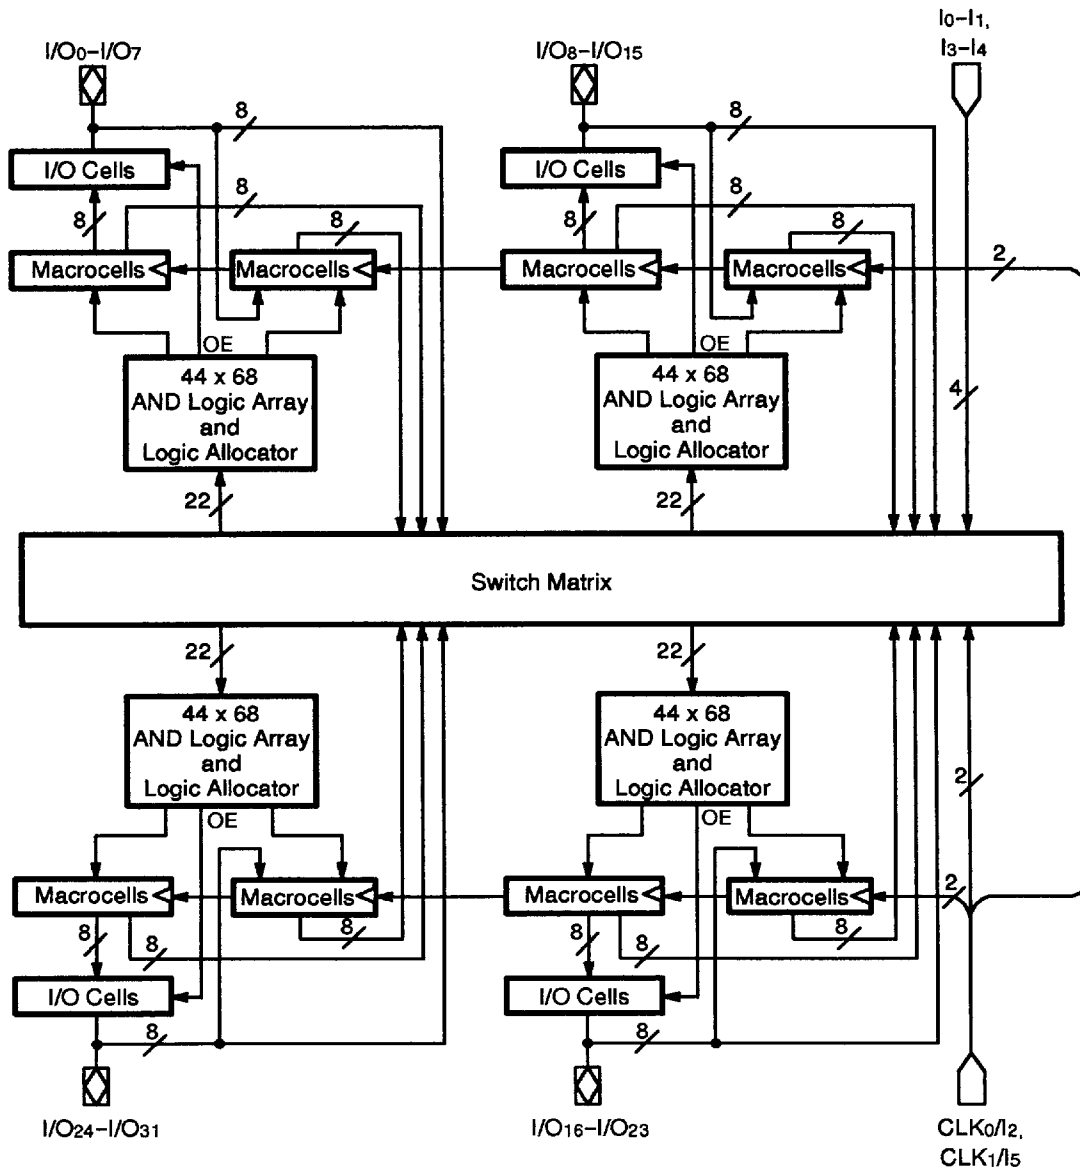 I/O0–I/O7
I/O8–I/O15
I0–I1,
I3–I4
8
8
I/O Cells
I/O Cells
8
8
8
8
8
8
Macrocells
Macrocells
Macrocells
Macrocells
2
OE
OE
44 x 68
AND Logic Array
and
Logic Allocator
44 x 68
AND Logic Array
and
Logic Allocator
4
22
22
Switch Matrix
22
22
44 x 68
AND Logic Array
and
Logic Allocator
44 x 68
AND Logic Array
and
Logic Allocator
2
OE
OE
Macrocells
Macrocells
Macrocells
Macrocells
2
8
8
8
8
8
8
I/O Cells
I/O Cells
8
8
I/O24–I/O31
I/O16–I/O23
CLK0/I2,
CLK1/I5